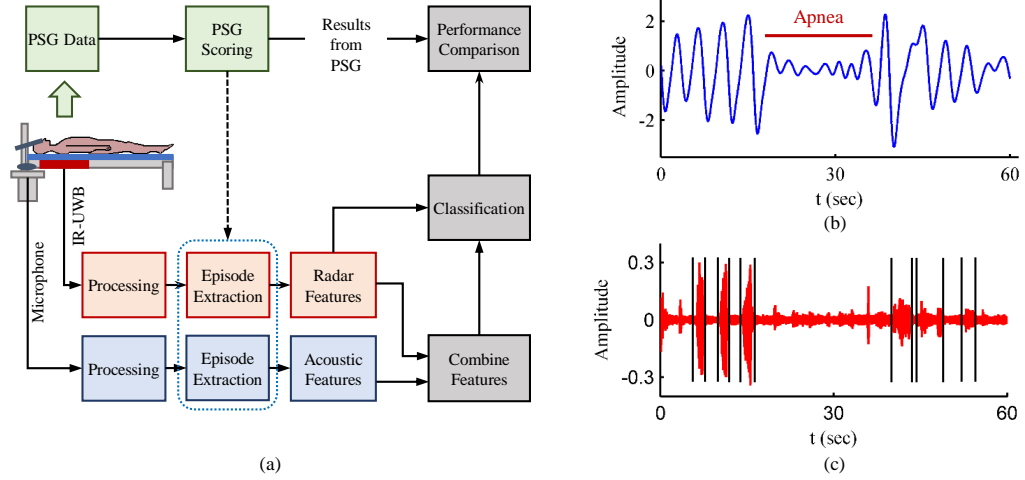 PSG Data
PSG
Scoring
Results
from
PSG
Performance
Comparison
Classification
Microphone
IR-UWB
Processing
Episode
Extraction
Radar
Features
Processing
Episode
Extraction
Acoustic
Features
Combine
Features
(a)
Amplitude
2
0
-2
Apnea
30
60
t (sec)
(b)
Amplitude
0.3
0
-0.3
0
30
60
t (sec)
(c)